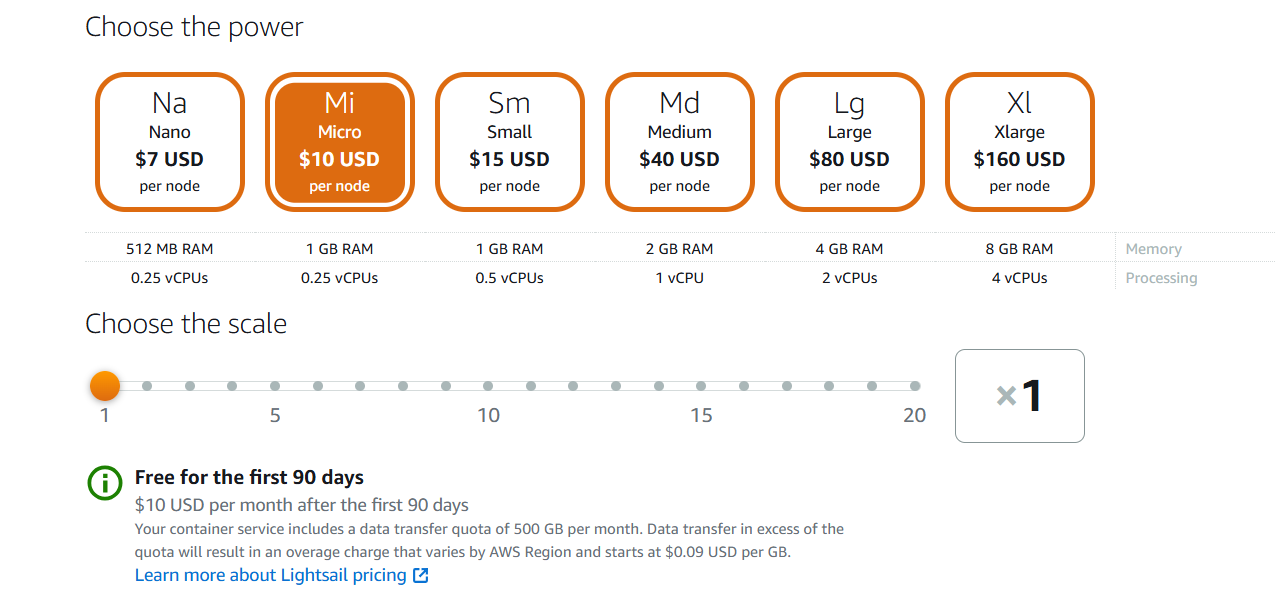 Choose the power
Na Mi Sm Md Lg Xl
Nano Micro Small Medium Large Xlarge
$7 USD $10 USD $15 USD $40 USD $80 USD $160 USD
per node per node per node per node per node per node
512 MB RAM 1 GB RAM 1 GB RAM 2 GB RAM 4 GB RAM 8 GB RAM Memory
0.25 vCPUs 0.25 vCPUs 0.5 vCPUs 1 vCPU 2 vCPUs 4 vCPUs Processing
Choose the scale
×1
1 5 10 15 20
Free for the first 90 days
$10 USD per month after the first 90 days
Your container service includes a data transfer quota of 500 GB per month. Data transfer in excess of the
quota will result in an overage charge that varies by AWS Region and starts at $0.09 USD per GB.
Learn more about Lightsail pricing